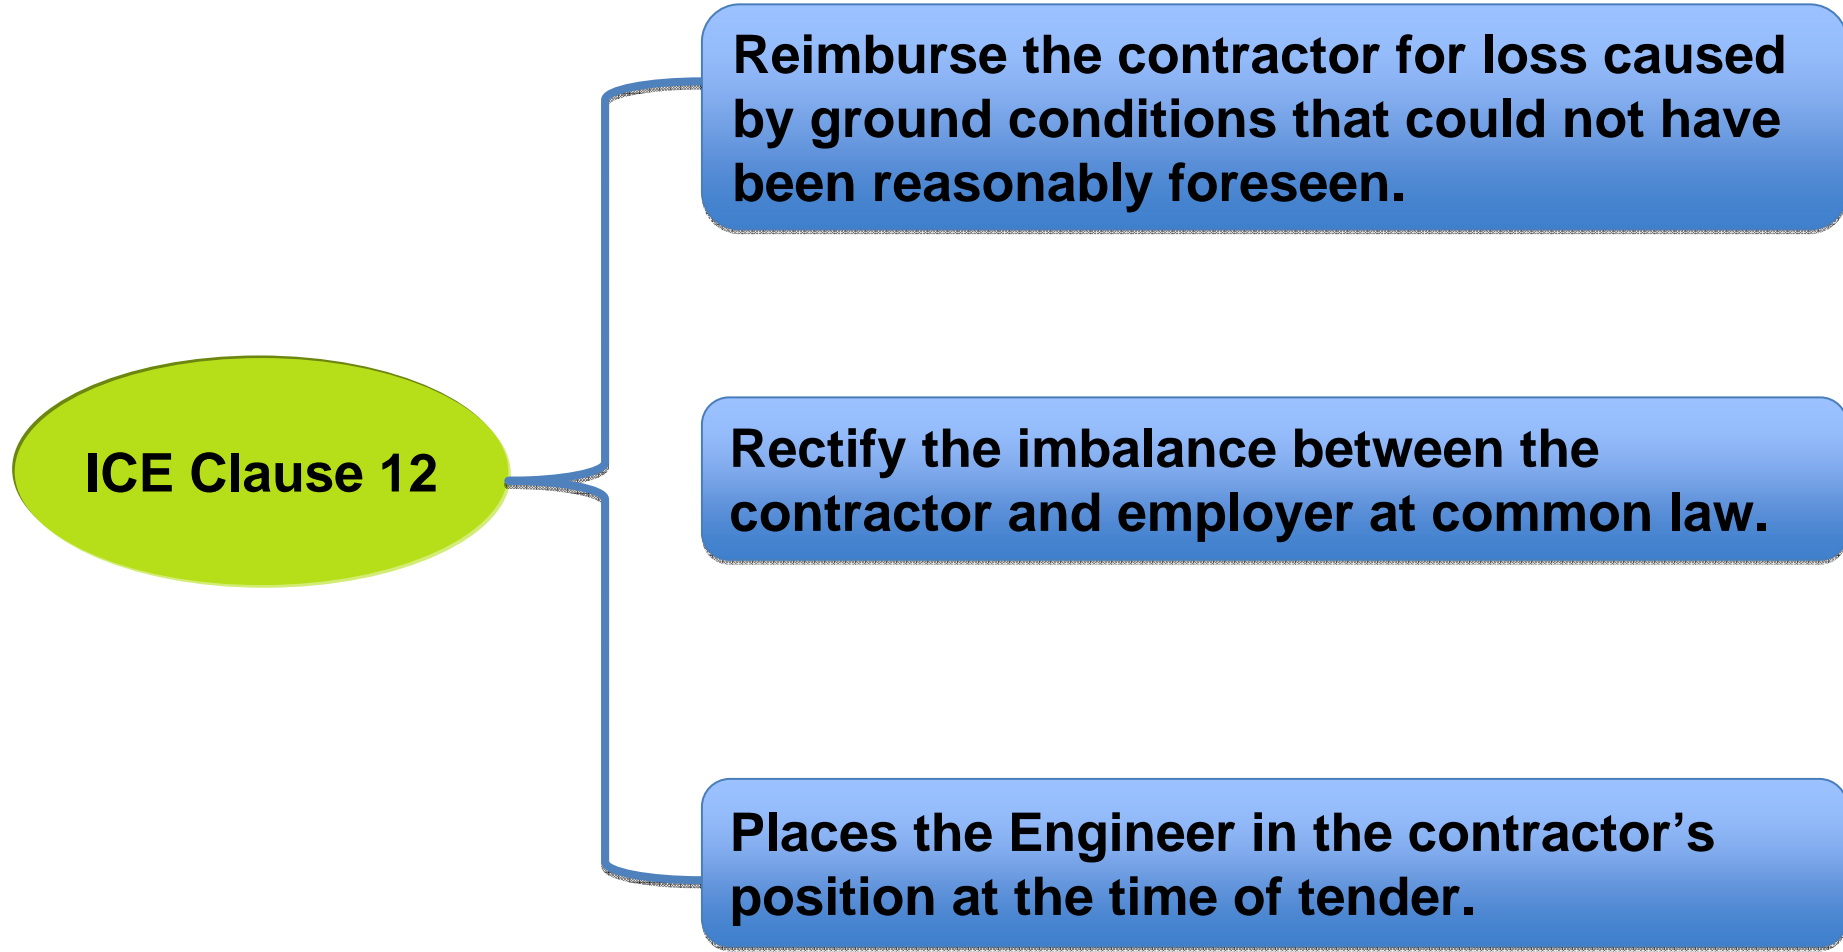 Reimburse the contractor for loss caused
by ground conditions that could not have
been reasonably foreseen.
ICE Clause 12
Rectify the imbalance between the
contractor and employer at common law.
Places the Engineer in the contractor’s
position at the time of tender.